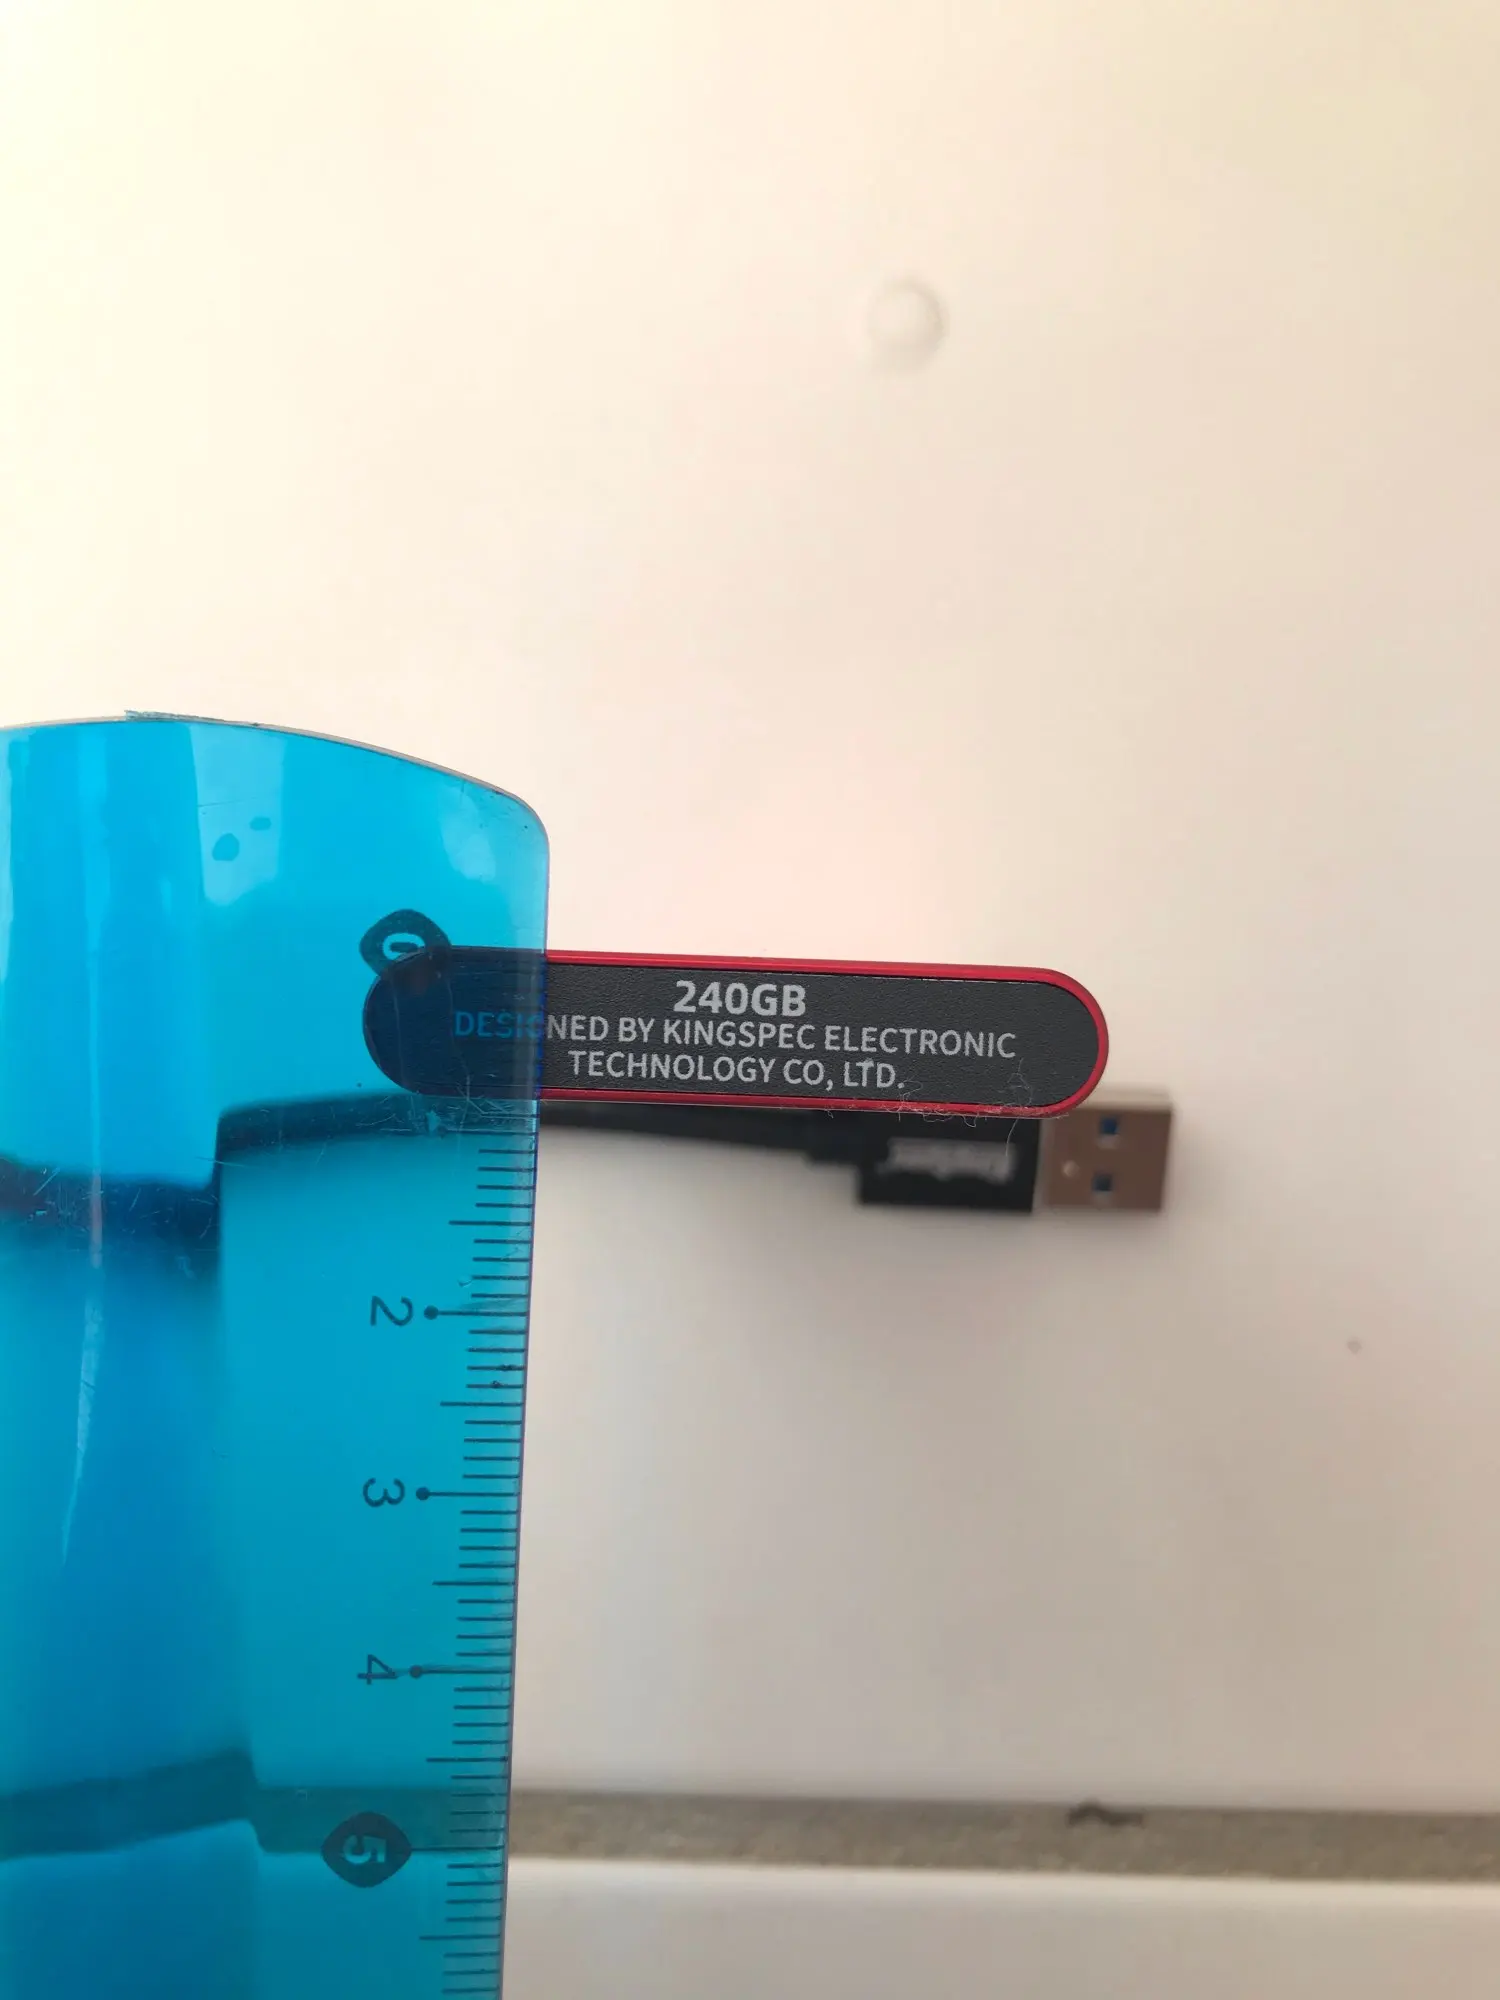 0
240GB
DESIGNED BY KINGSPEC ELECTRONIC
TECHNOLOGY CO, LTD.
2
3
4
5